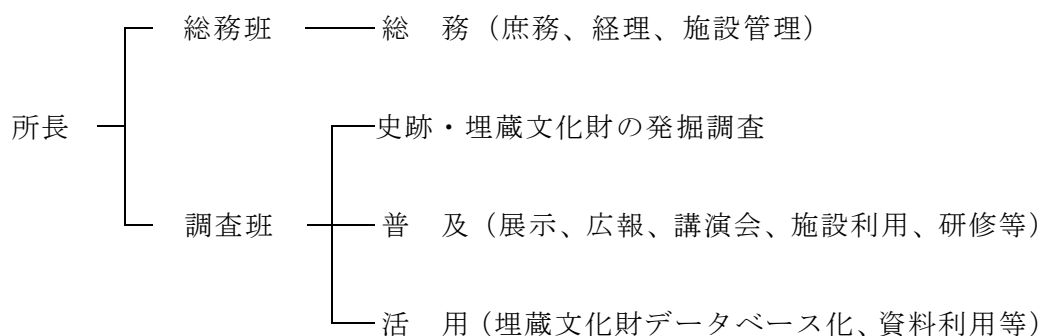 総務班 総　務（庶務、経理、施設管理）
所長 史跡・埋蔵文化財の発掘調査
調査班 普　及（展示、広報、講演会、施設利用、研修等）
活　用（埋蔵文化財データベース化、資料利用等）